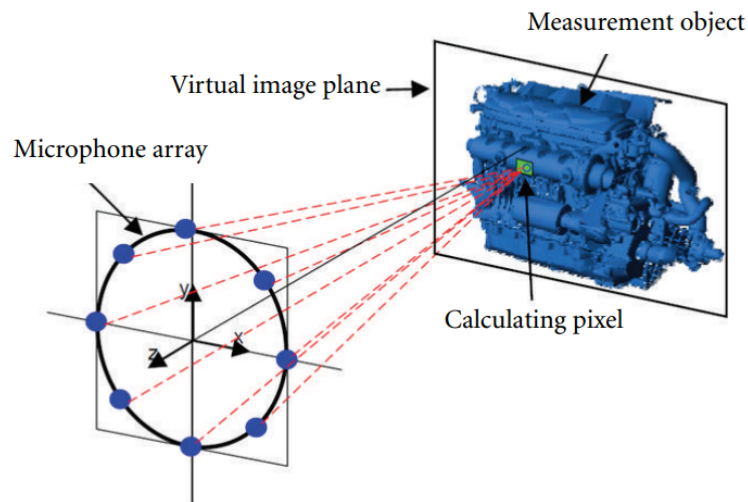 Measurement object
Virtual image plane
Microphone array
y
x
z
Calculating pixel